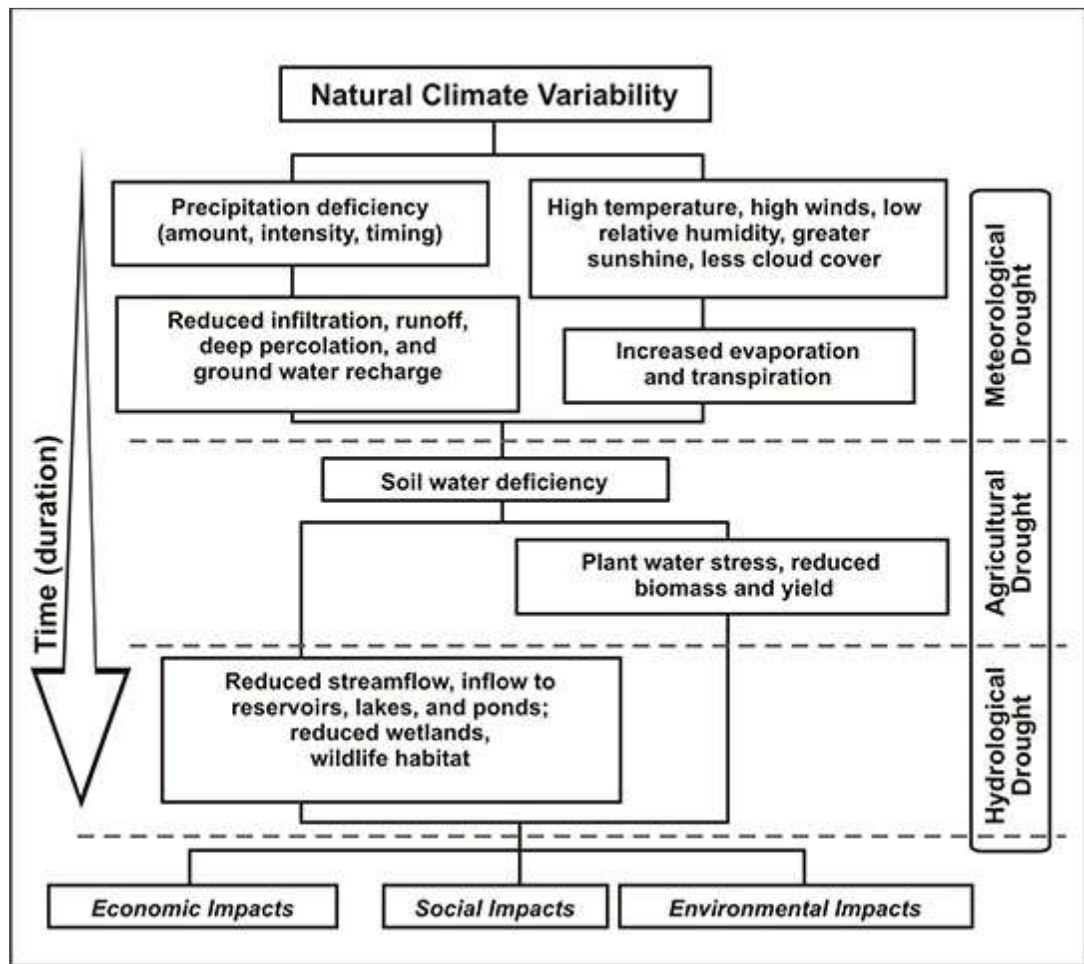 Natural Climate Variability
Precipitation deficiency
(amount, intensity, timing)
High temperature, high winds, low
relative humidity, greater
sunshine, less cloud cover
Reduced infiltration, runoff,
deep percolation, and
ground water recharge
Increased evaporation
and transpiration
Meteorological
Drought
Time (duration)
Soil water deficiency
Plant water stress, reduced
biomass and yield
Agricultural
Drought
Reduced streamflow, inflow to
reservoirs, lakes, and ponds;
reduced wetlands,
wildlife habitat
Hydrological
Drought
Economic Impacts
Social Impacts
Environmental Impacts